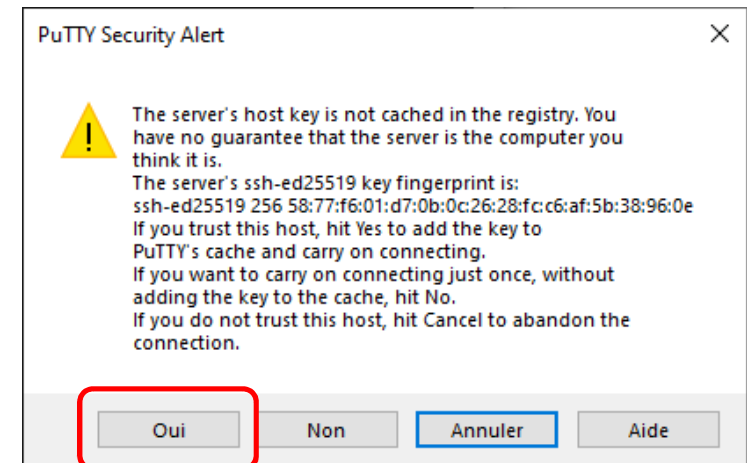 PuTTY Security Alert
The server's host key is not cached in the registry. You
have no guarantee that the server is the computer you
think it is.
The server's ssh-ed25519 key fingerprint is:
ssh-ed25519 256 58:77:f6:01:d7:0b:0c:26:28:fc:c6:af:5b:38:96:0e
If you trust this host, hit Yes to add the key to
PuTTY's cache and carry on connecting.
If you want to carry on connecting just once, without
adding the key to the cache, hit No.
If you do not trust this host, hit Cancel to abandon the
connection.
Oui Non Annuler Aide